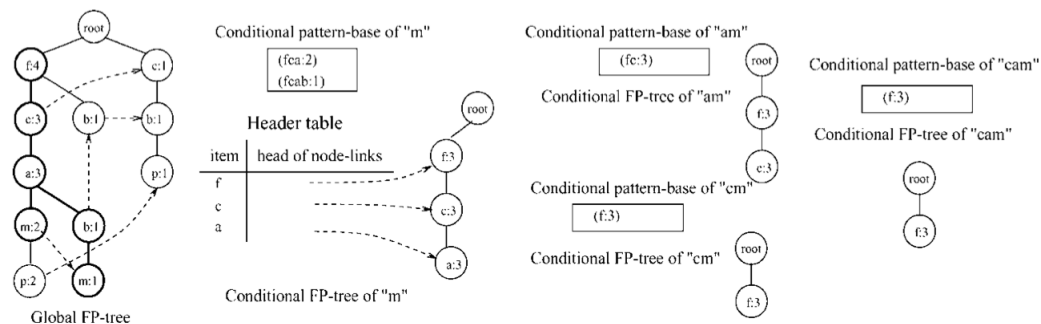 root
f:4
c:1
c:3
b:1
b:1
a:3
p:1
m:2
b:1
p:2
m:1
Global FP-tree
Conditional pattern-base of "m"
(fca:2)
(fcab:1)
Header table
item head of node-links
f
c
a
root
f:3
c:3
a:3
Conditional FP-tree of "m"
Conditional pattern-base of "am"
(fc:3)
Conditional FP-tree of "am"
root
f:3
c:3
Conditional pattern-base of "cm"
(f:3)
Conditional FP-tree of "cm"
root
f:3
Conditional pattern-base of "cam"
(f:3)
Conditional FP-tree of "cam"
root
f:3